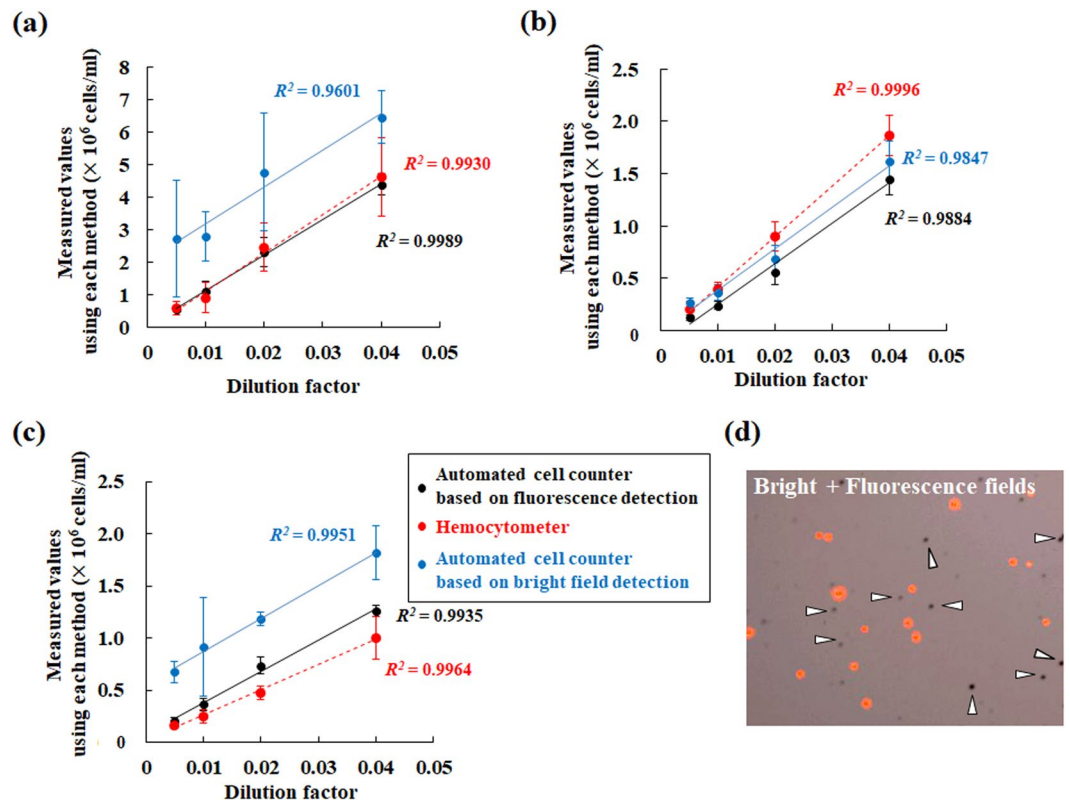 (a)
Measured values
using each method (× 10⁶ cells/ml)
8
7
6
5
4
3
2
1
0
R² = 0.9601
R² = 0.9930
R² = 0.9989
0 0.01 0.02 0.03 0.04 0.05
Dilution factor
(b)
Measured values
using each method (× 10⁶ cells/ml)
2.5
2.0
1.5
1.0
0.5
0
R² = 0.9996
R² = 0.9847
R² = 0.9884
0 0.01 0.02 0.03 0.04 0.05
Dilution factor
(c)
Measured values
using each method (× 10⁶ cells/ml)
2.5
2.0
1.5
1.0
0.5
0
R² = 0.9951
R² = 0.9935
R² = 0.9964
0 0.01 0.02 0.03 0.04 0.05
Dilution factor
Automated cell counter
based on fluorescence detection
Hemocytometer
Automated cell counter
based on bright field detection
(d)
Bright + Fluorescence fields